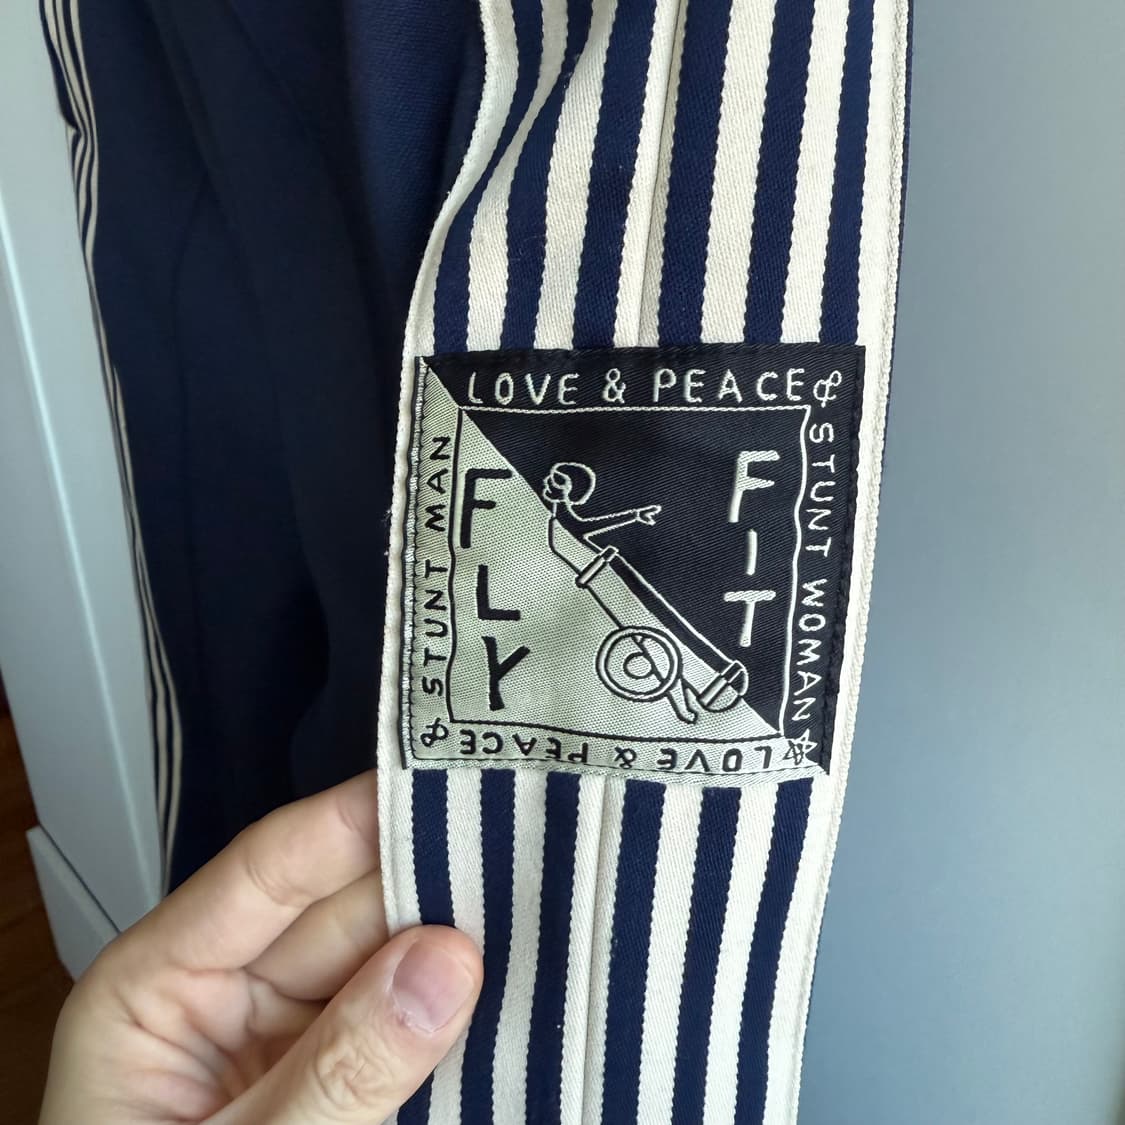 LOVE & PEACE &
STUNT WOMAN
LOVE & PEACE &
STUNT MAN
FLY
FIT